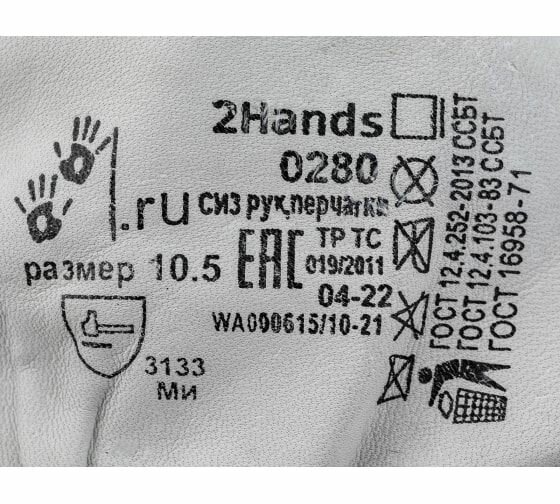 2Hands
0280
.ru СИЗ рук,перчатки
размер 10.5
EAC
ТР ТС
019/2011
04-22
WA090615/10-21
3133
Ми
ГОСТ 12.4.252-2013 ССБТ
ГОСТ 12.4.103-83 ССБТ
ГОСТ 16958-71